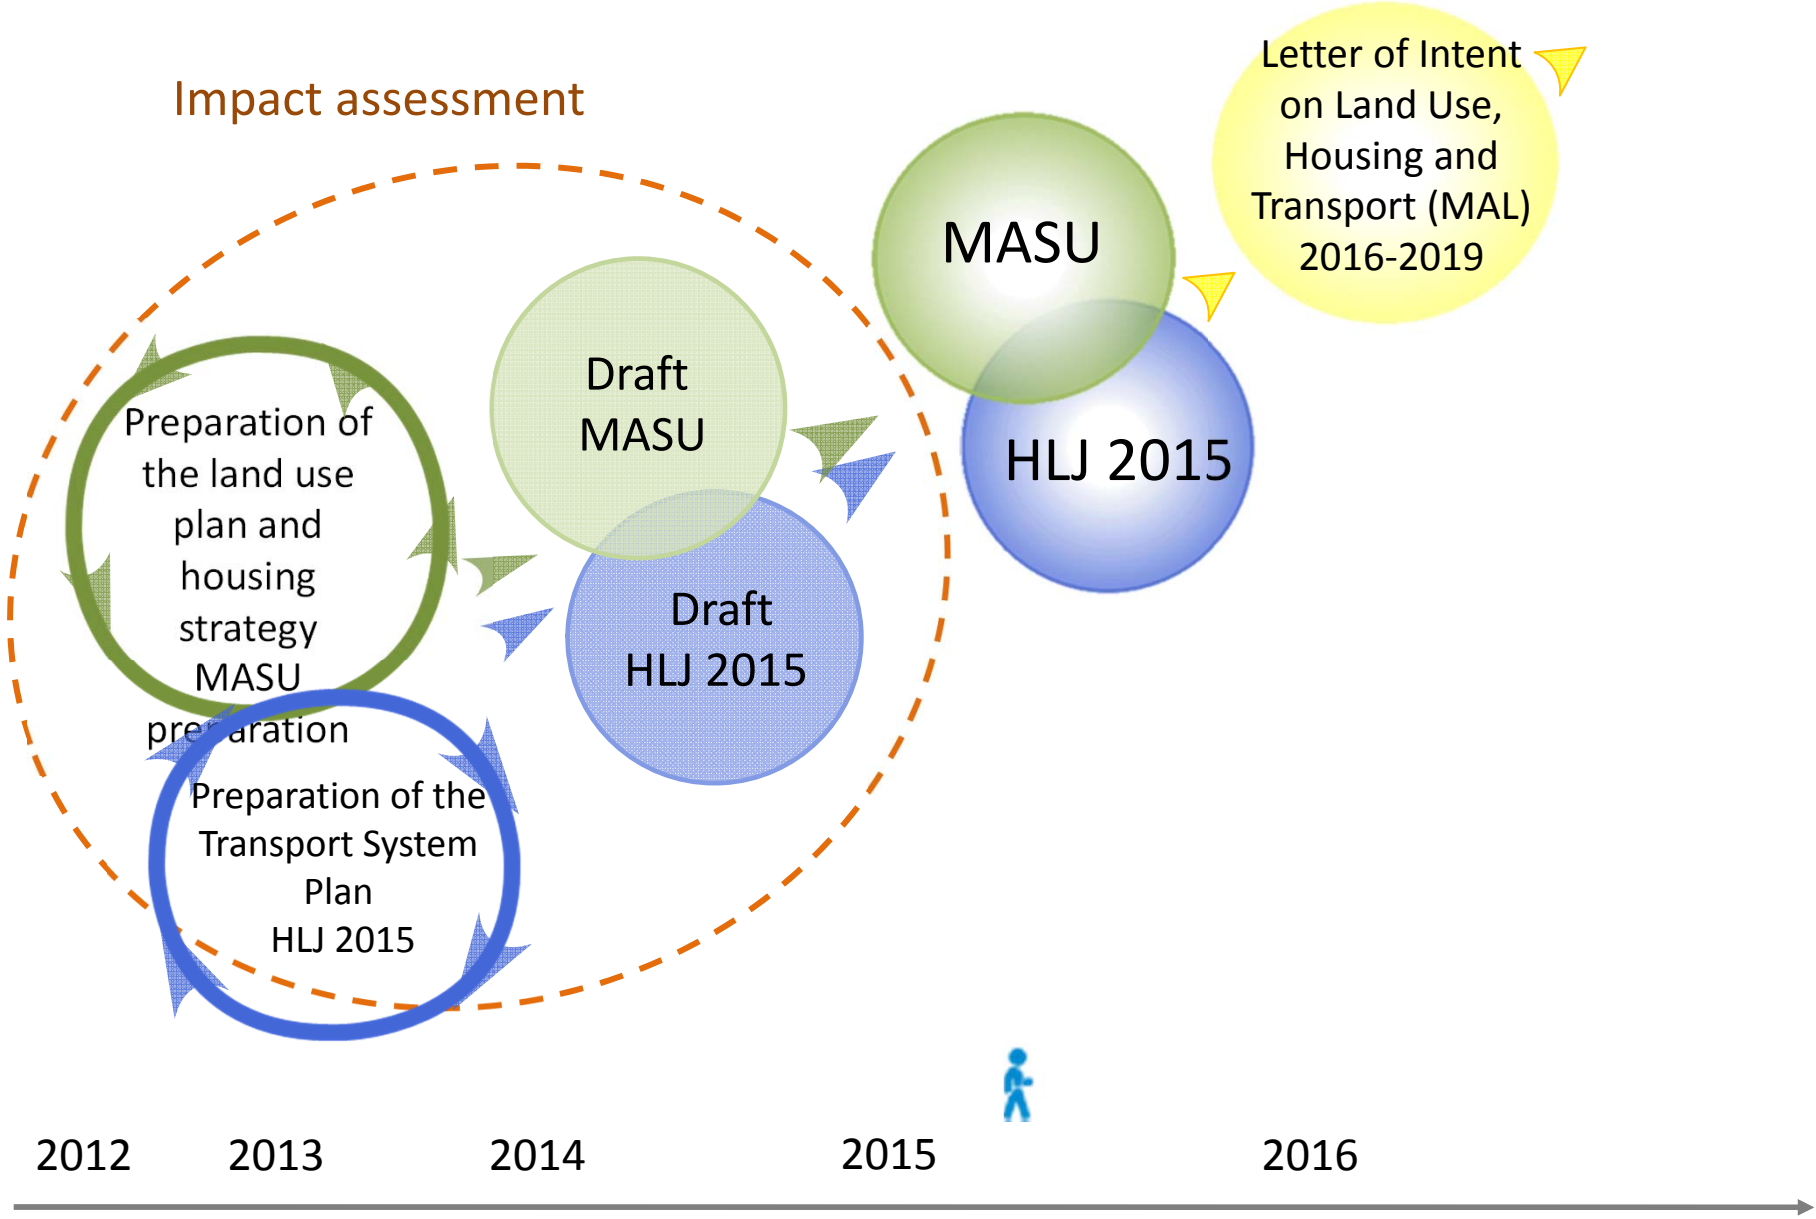 Impact assessment
Letter of Intent
on Land Use,
Housing and
Transport (MAL)
2016-2019
MASU
HLJ 2015
Draft
MASU
Draft
HLJ 2015
Preparation of
the land use
plan and
housing
strategy
MASU
preparation
Preparation of the
Transport System
Plan
HLJ 2015
2012
2013
2014
2015
2016